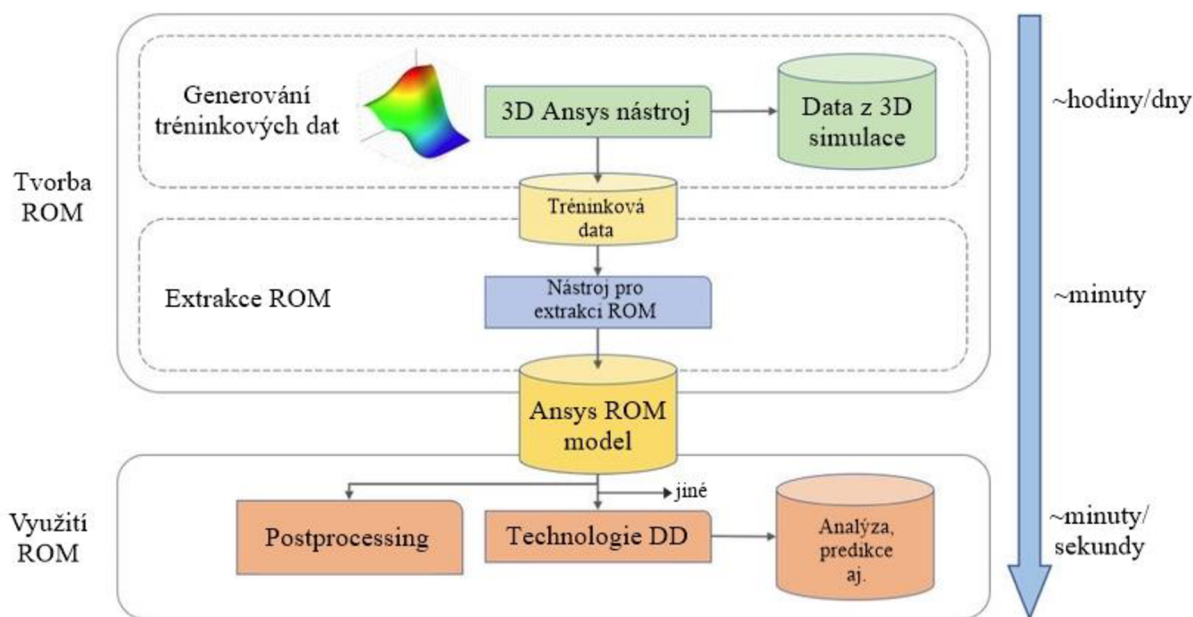 Generování
tréninkových dat
3D Ansys nástroj
Data z 3D
simulace
~hodiny/dny
Tvorba
ROM
Tréninková
data
Extrakce ROM
Nástroj pro
extrakci ROM
~minuty
Ansys ROM
model
Využití
ROM
jiné
Postprocessing
Technologie DD
Analýza,
predikce
aj.
~minuty/
sekundy